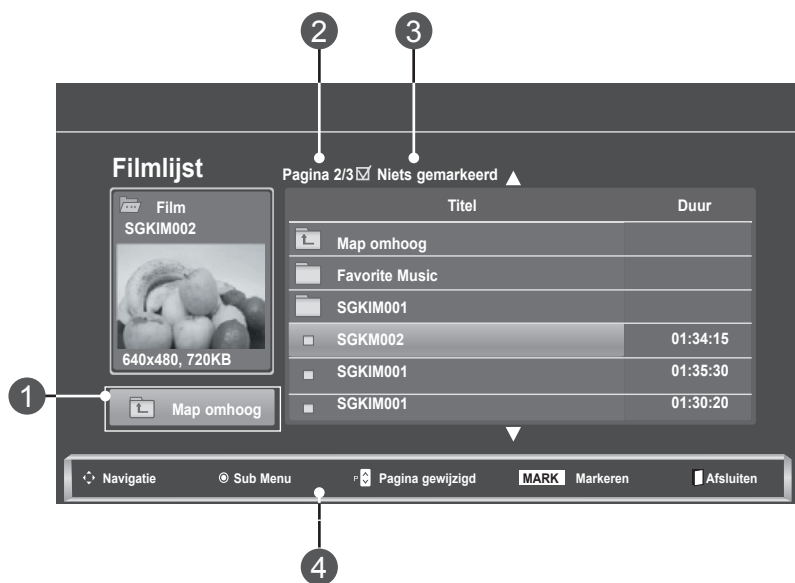 2 3
Filmlijst
Pagina 2/3 Niets gemarkeerd
Film
SGKIM002
640x480, 720KB
1
Map omhoog
Titel Duur
Map omhoog
Favorite Music
SGKIM001
SGKM002 01:34:15
SGKIM001 01:35:30
SGKIM001 01:30:20
Navigatie Sub Menu P Pagina gewijzigd MARK Markeren Afsluiten
4